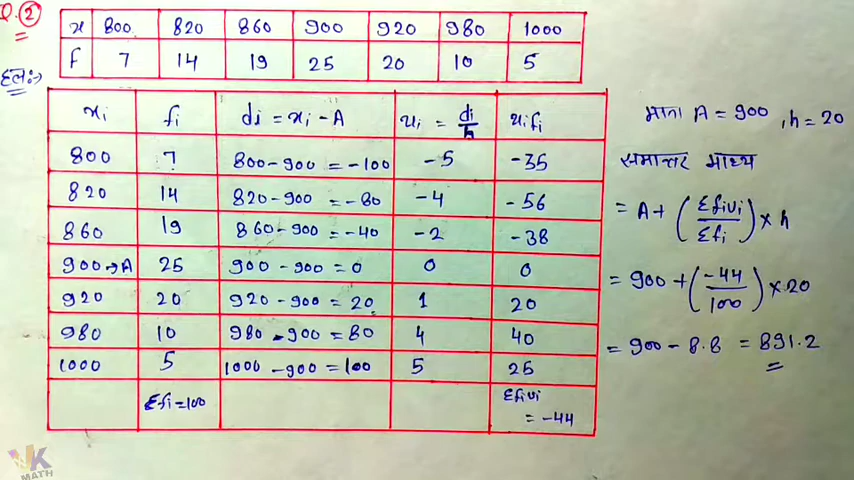 Q.②
x 800 820 860 900 920 980 1000
F 7 14 19 25 20 10 5
हलः-
xi fi di = xi - A ui = di/h uifi
800 7 800-900 = -100 -5 -35
820 14 820-900 = -80 -4 -56
860 19 860-900 = -40 -2 -38
900→A 25 900-900 = 0 0 0
920 20 920-900 = 20 1 20
980 10 980-900 = 80 4 40
1000 5 1000-900 = 100 5 25
Σfi=100 Σfiui = -44
माना A = 900, h = 20
समान्तर माध्य
= A + (Σfiui/Σfi) × h
= 900 + (-44/100) × 20
= 900 - 8.8 = 891.2
VK
MATH